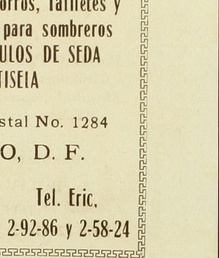 orros, Tafiletes y
para sombreros
ULOS DE SEDA
TISELA
stal No. 1284
O, D. F.
Tel. Eric,
2-92-86 y 2-58-24